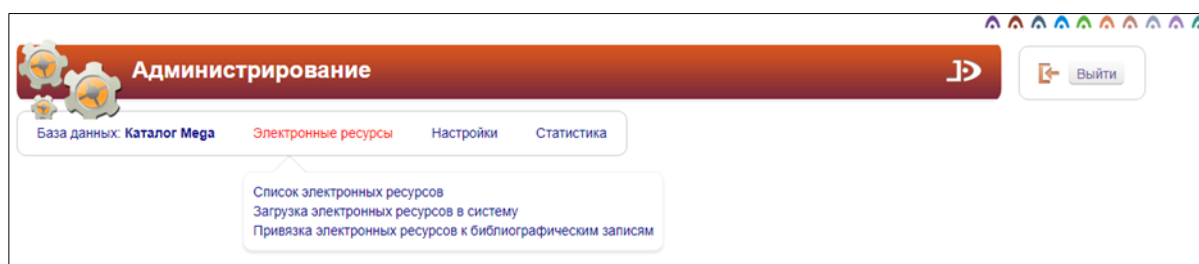 Администрирование
Выйти
База данных: Каталог Mega Электронные ресурсы Настройки Статистика
Список электронных ресурсов
Загрузка электронных ресурсов в систему
Привязка электронных ресурсов к библиографическим записям